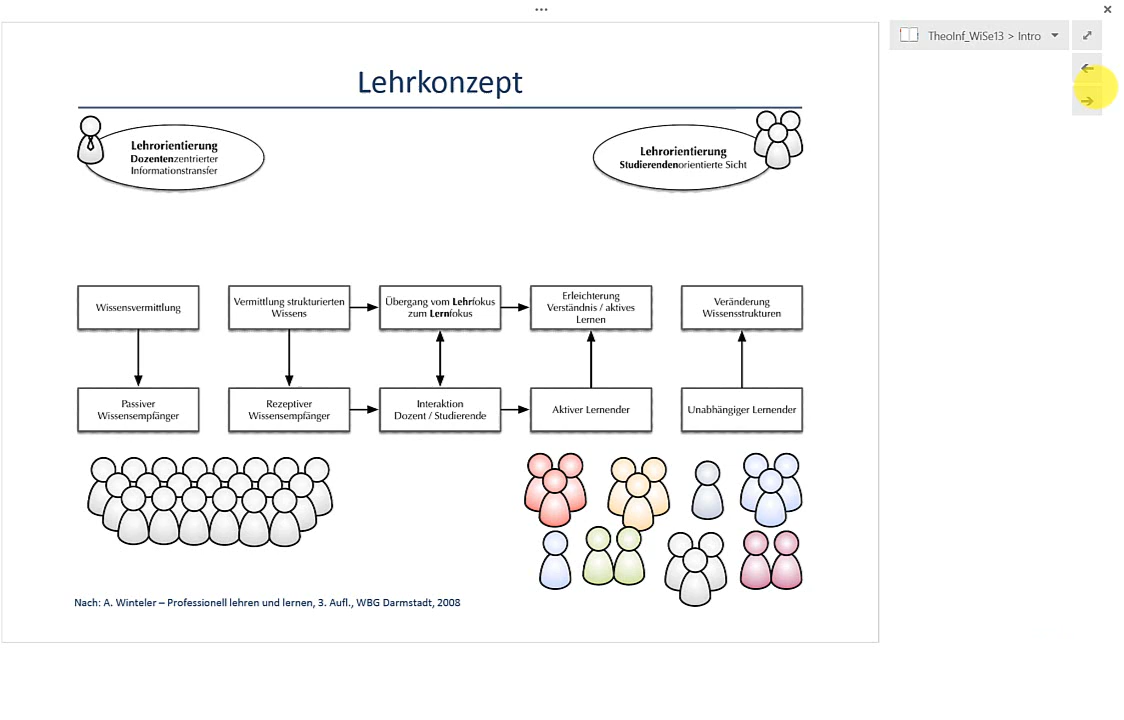 TheoInf_WiSe13 > Intro
Lehrkonzept
Lehrorientierung
Dozentenzentrierter
Informationstransfer
Lehrorientierung
Studierendenorientierte Sicht
Wissensvermittlung
Vermittlung strukturierten
Wissens
Übergang vom Lehrfokus
zum Lernfokus
Erleichterung
Verständnis / aktives
Lernen
Veränderung
Wissensstrukturen
Passiver
Wissensempfänger
Rezeptiver
Wissensempfänger
Interaktion
Dozent / Studierende
Aktiver Lernender
Unabhängiger Lernender
Nach: A. Winteler – Professionell lehren und lernen, 3. Aufl., WBG Darmstadt, 2008